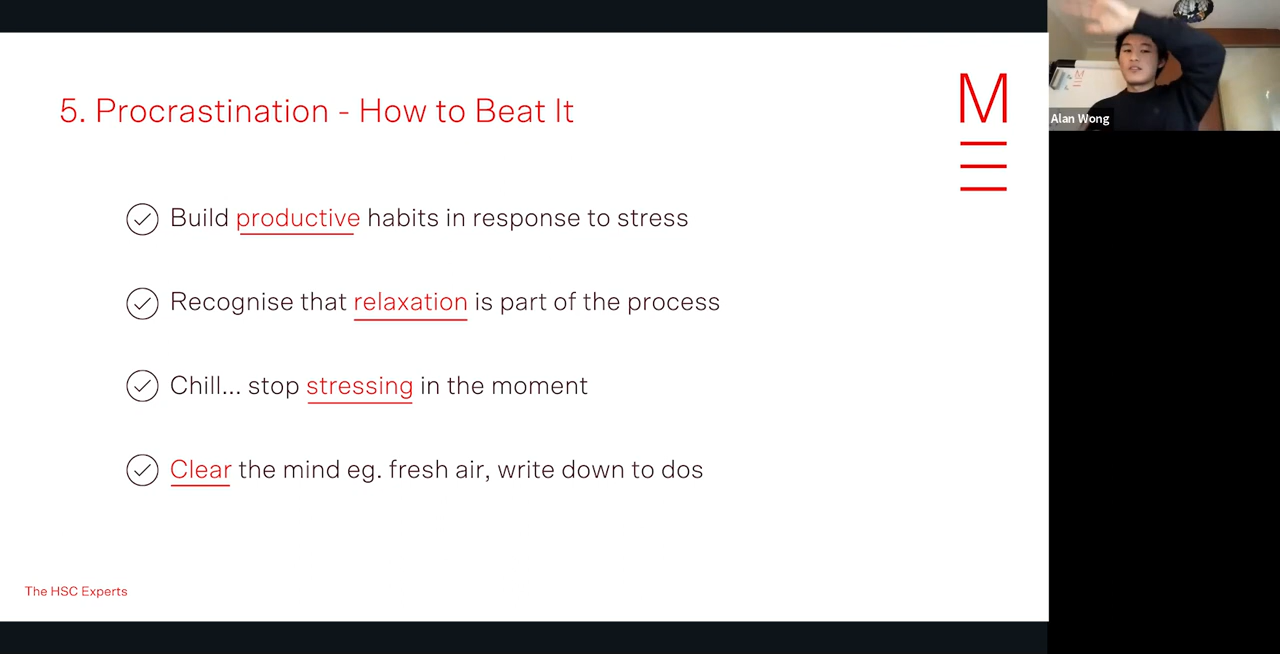 5. Procrastination - How to Beat It
M
Build productive habits in response to stress
Recognise that relaxation is part of the process
Chill... stop stressing in the moment
Clear the mind eg. fresh air, write down to dos
The HSC Experts
Alan Wong